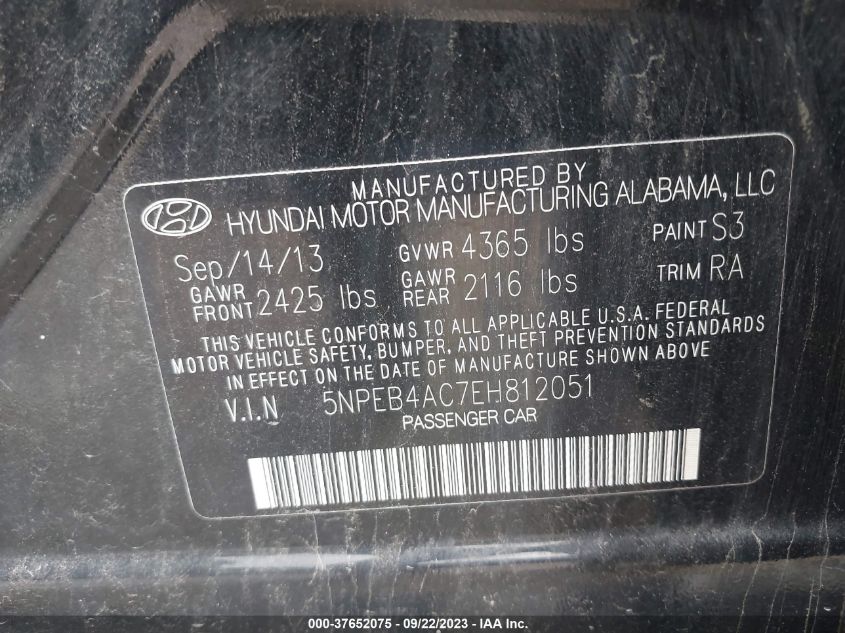 MANUFACTURED BY
HYUNDAI MOTOR MANUFACTURING ALABAMA, LLC
Sep/14/13 GVWR 4365 lbs PAINT S3
GAWR FRONT 2425 lbs GAWR REAR 2116 lbs TRIM RA
THIS VEHICLE CONFORMS TO ALL APPLICABLE U.S.A. FEDERAL
MOTOR VEHICLE SAFETY, BUMPER, AND THEFT PREVENTION STANDARDS
IN EFFECT ON THE DATE OF MANUFACTURE SHOWN ABOVE
V.I.N 5NPEB4AC7EH812051
PASSENGER CAR
000-37652075 - 09/22/2023 - © IAA, Inc.